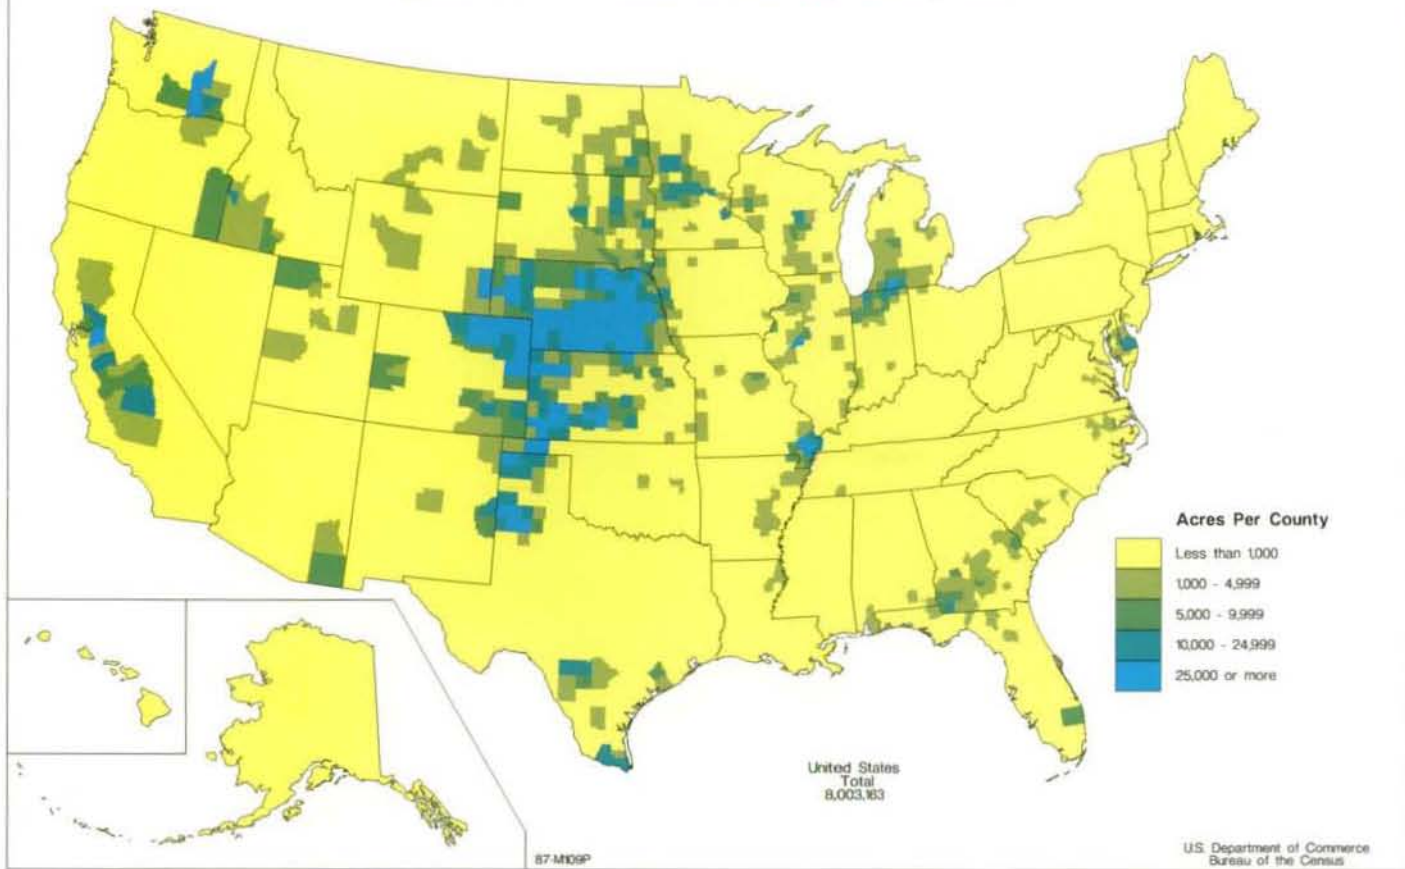 Acres Per County
Less than 1,000
1,000 - 4,999
5,000 - 9,999
10,000 - 24,999
25,000 or more
United States
Total
8,003,163
87-M109P
U.S. Department of Commerce
Bureau of the Census